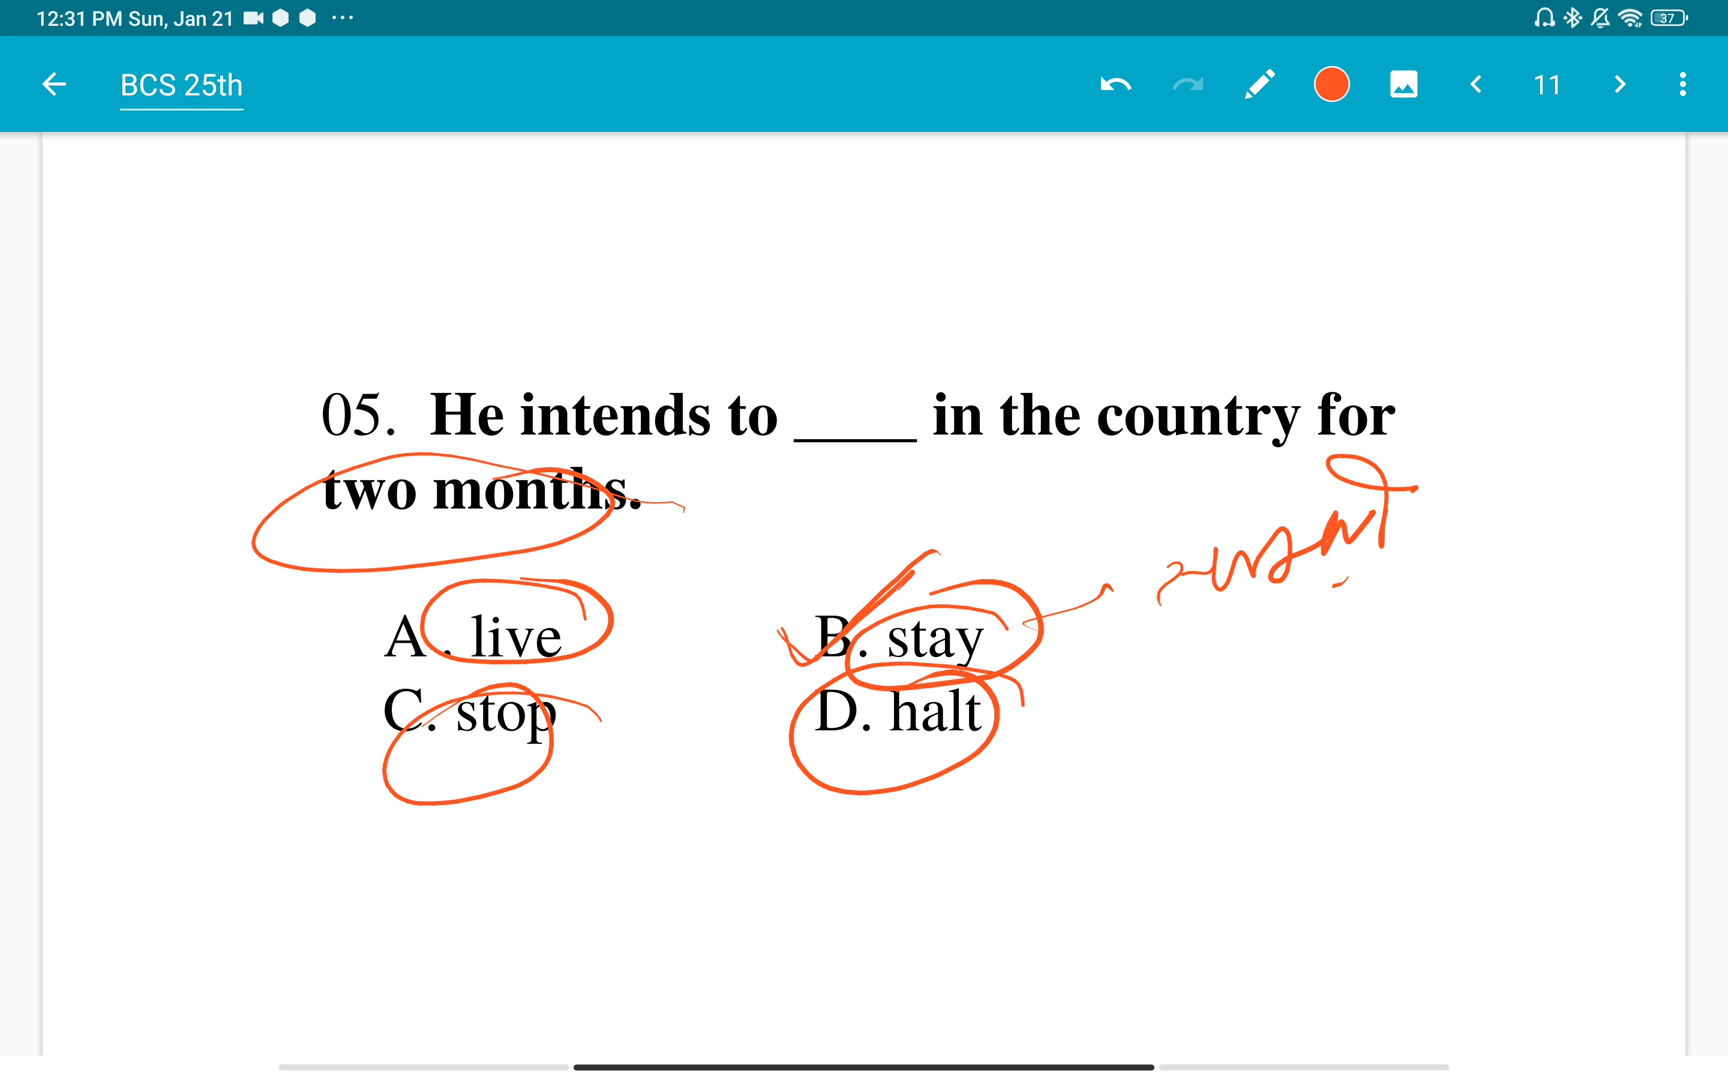 12:31 PM Sun, Jan 21 ... 37
BCS 25th 11
05. He intends to ____ in the country for
two months.
A . live B. stay
C. stop D. halt